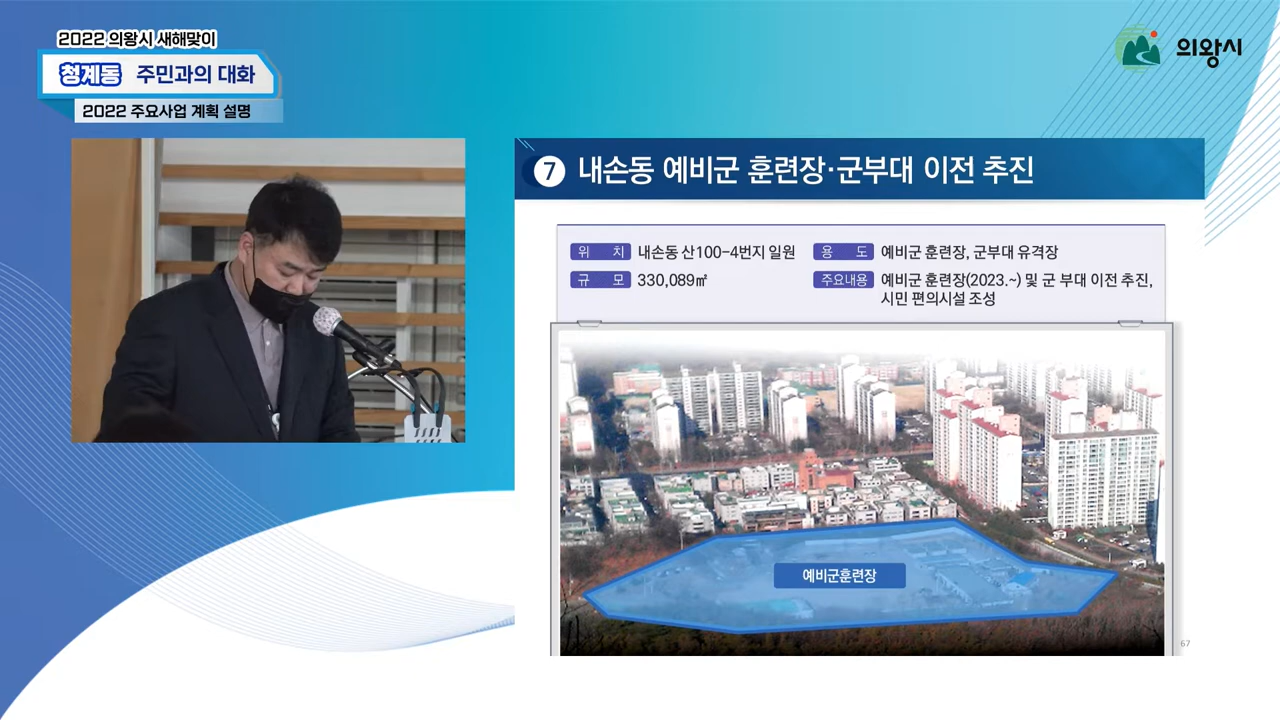 2022 의왕시 새해맞이
청계동 주민과의 대화
2022 주요사업 계획 설명
의왕시
7 내손동 예비군 훈련장·군부대 이전 추진
위 치 내손동 산100-4번지 일원 용 도 예비군 훈련장, 군부대 유격장
규 모 330,089㎡ 주요내용 예비군 훈련장(2023.~) 및 군 부대 이전 추진,
시민 편의시설 조성
예비군훈련장
67